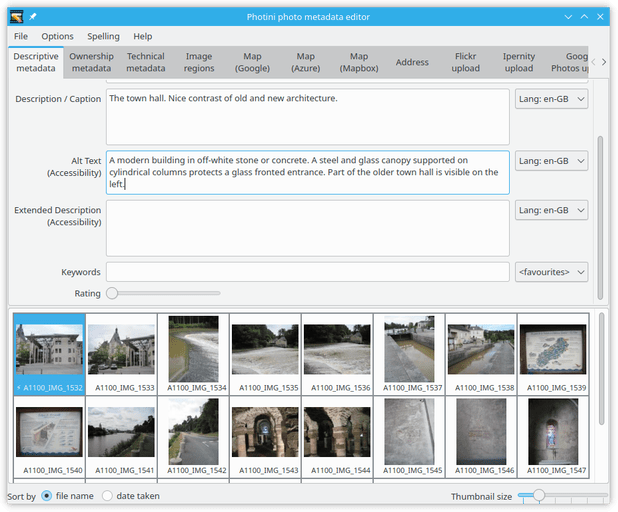 Photini photo metadata editor
File Options Spelling Help
Descriptive metadata
Ownership metadata
Technical metadata
Image regions
Map (Google)
Map (Azure)
Map (Mapbox)
Address
Flickr upload
Ipernity upload
Goog
Photos up
Description / Caption
The town hall. Nice contrast of old and new architecture.
Lang: en-GB
Alt Text (Accessibility)
A modern building in off-white stone or concrete. A steel and glass canopy supported on
cylindrical columns protects a glass fronted entrance. Part of the older town hall is visible on the
left.
Lang: en-GB
Extended Description (Accessibility)
Lang: en-GB
Keywords
<favourites>
Rating
A1100_IMG_1532 A1100_IMG_1533 A1100_IMG_1534 A1100_IMG_1535 A1100_IMG_1536 A1100_IMG_1537 A1100_IMG_1538 A1100_IMG_1539
A1100_IMG_1540 A1100_IMG_1541 A1100_IMG_1542 A1100_IMG_1543 A1100_IMG_1544 A1100_IMG_1545 A1100_IMG_1546 A1100_IMG_1547
Sort by file name date taken Thumbnail size